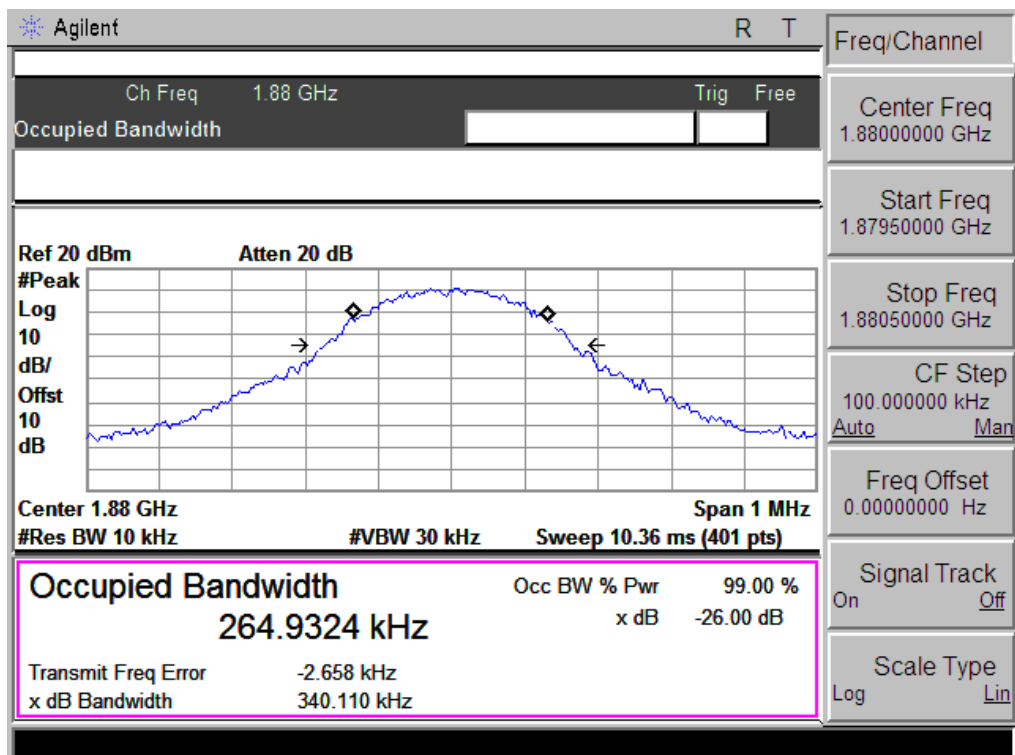 Agilent R T
Ch Freq 1.88 GHz Trig Free
Occupied Bandwidth
Ref 20 dBm Atten 20 dB
#Peak
Log
10
dB/
Offst
10
dB
Center 1.88 GHz Span 1 MHz
#Res BW 10 kHz #VBW 30 kHz Sweep 10.36 ms (401 pts)
Occupied Bandwidth Occ BW % Pwr 99.00 %
264.9324 kHz x dB -26.00 dB
Transmit Freq Error -2.658 kHz
x dB Bandwidth 340.110 kHz
Freq/Channel
Center Freq
1.88000000 GHz
Start Freq
1.87950000 GHz
Stop Freq
1.88050000 GHz
CF Step
100.000000 kHz
Auto Man
Freq Offset
0.00000000 Hz
Signal Track
On Off
Scale Type
Log Lin